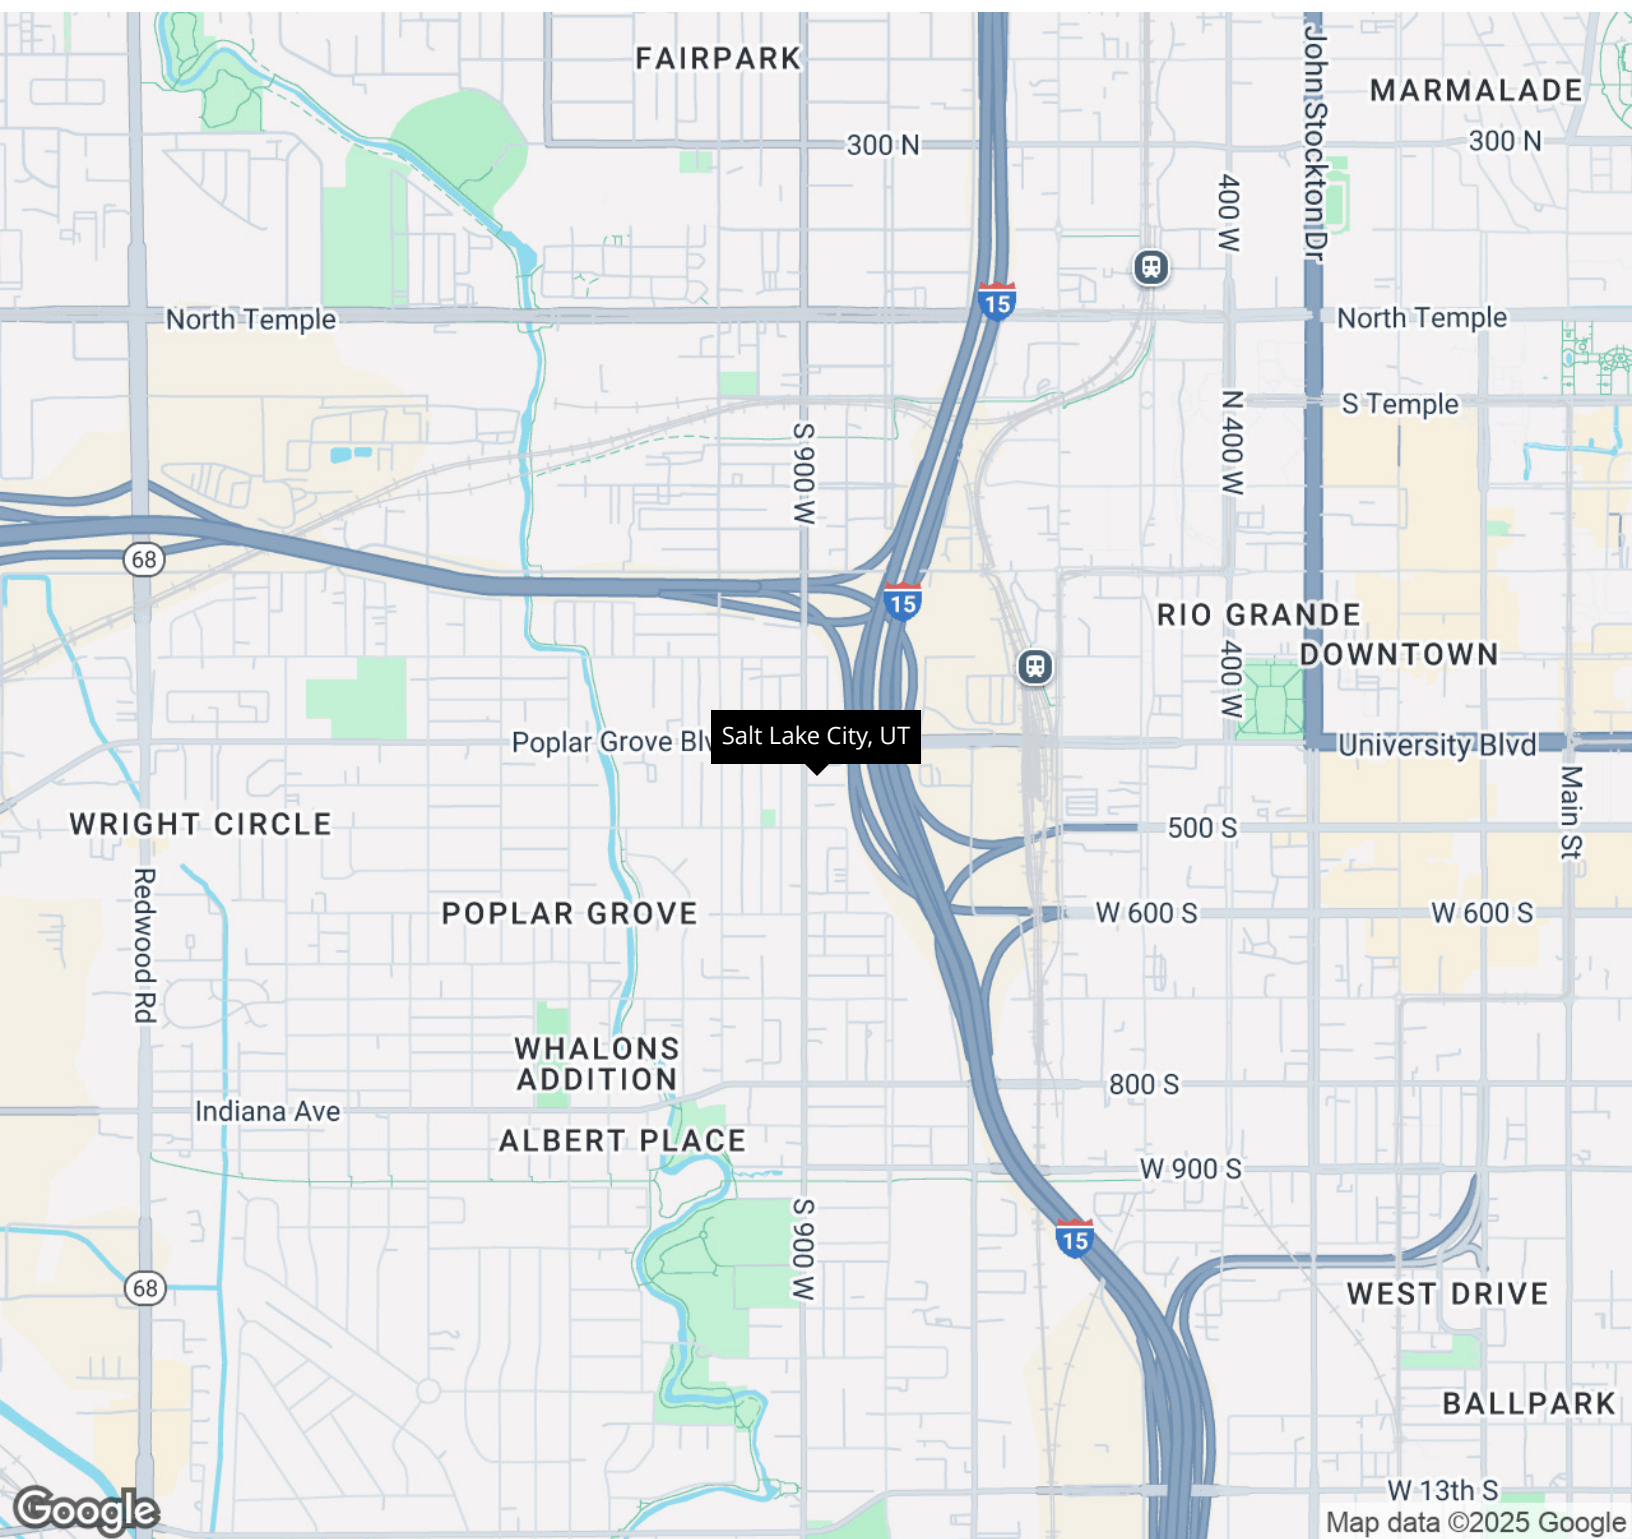 FAIRPARK
MARMALADE
300 N
300 N
John Stockton Dr
400 W
15
North Temple
North Temple
N 400 W
S Temple
S 900 W
68
15
RIO GRANDE
DOWNTOWN
400 W
Salt Lake City, UT
Poplar Grove Blv
University Blvd
Main St
WRIGHT CIRCLE
500 S
Redwood Rd
POPLAR GROVE
W 600 S
W 600 S
WHALONS
ADDITION
800 S
Indiana Ave
ALBERT PLACE
W 900 S
S 900 W
15
68
WEST DRIVE
BALLPARK
W 13th S
Google
Map data ©2025 Google